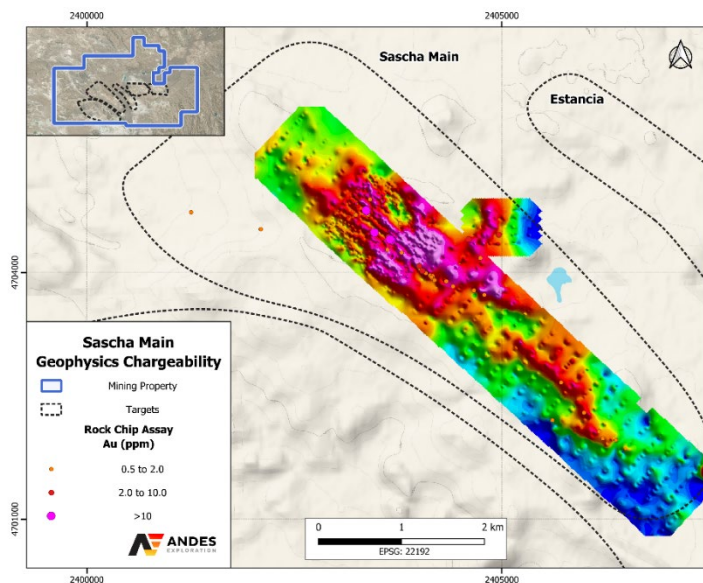 2400000
2405000
Sascha Main
Estancia
4704000
4701000
Sascha Main
Geophysics Chargeability
Mining Property
Targets
Rock Chip Assay
Au (ppm)
0.5 to 2.0
2.0 to 10.0
>10
ANDES
EXPLORATION
0 1 2 km
EPSG: 22192
2400000
2405000